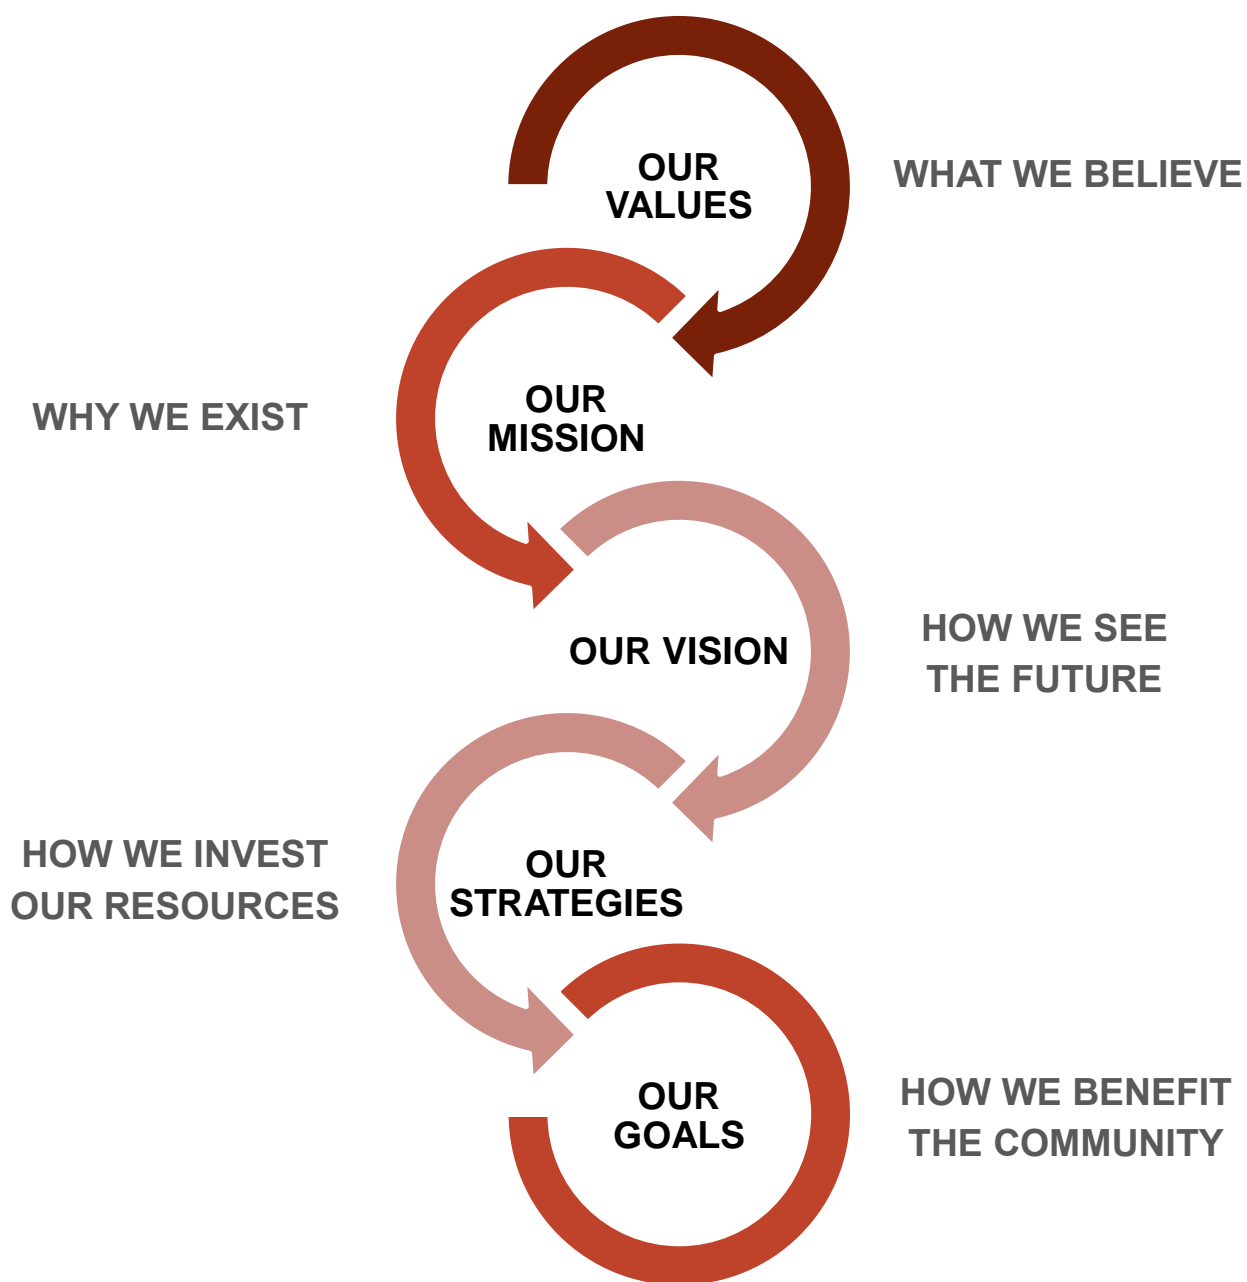 OUR
VALUES
WHAT WE BELIEVE
WHY WE EXIST
OUR
MISSION
OUR VISION
HOW WE SEE
THE FUTURE
HOW WE INVEST
OUR RESOURCES
OUR
STRATEGIES
OUR
GOALS
HOW WE BENEFIT
THE COMMUNITY